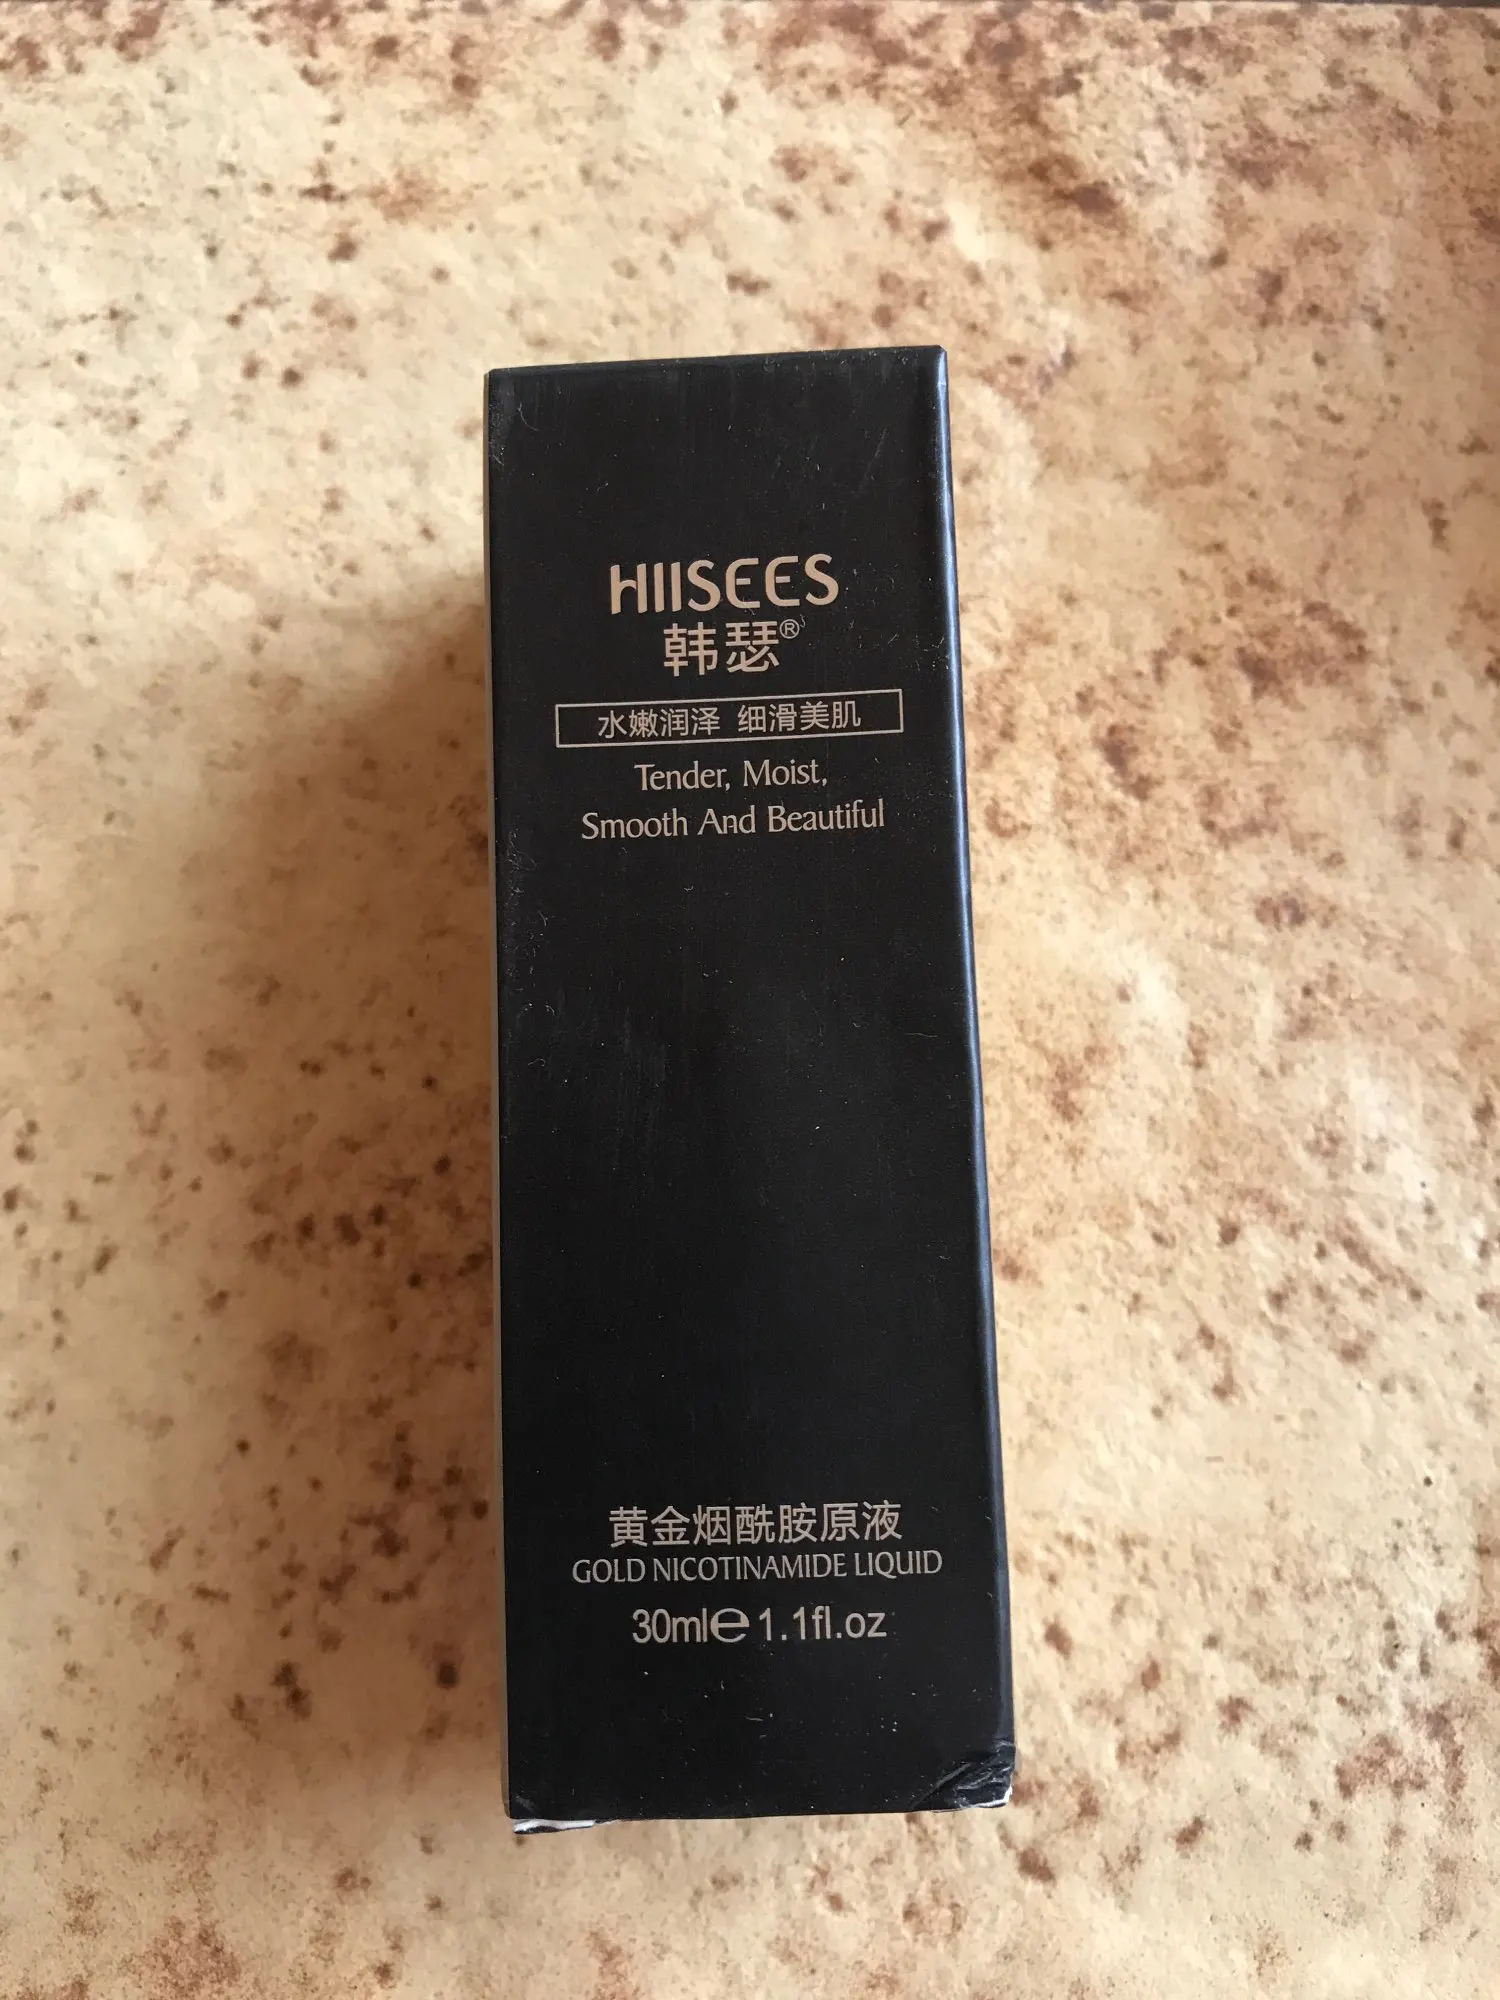 HIISEES
韩瑟®
水嫩润泽 细滑美肌
Tender, Moist,
Smooth And Beautiful
黄金烟酰胺原液
GOLD NICOTINAMIDE LIQUID
30ml℮1.1fl.oz